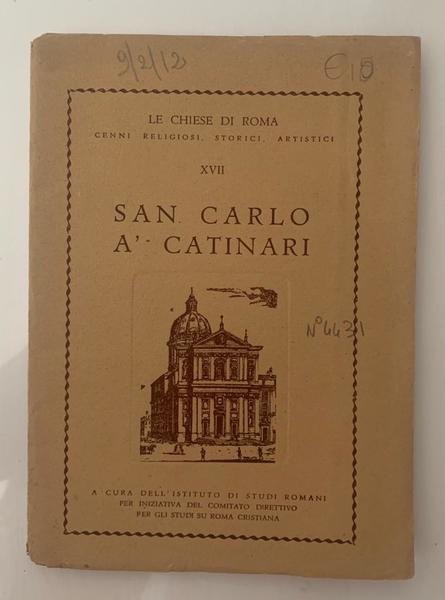 9/2/12
€ 15
LE CHIESE DI ROMA
CENNI RELIGIOSI, STORICI, ARTISTICI
XVII
SAN CARLO
A' CATINARI
N° 4431
A CURA DELL'ISTITUTO DI STUDI ROMANI
PER INIZIATIVA DEL COMITATO DIRETTIVO
PER GLI STUDI SU ROMA CRISTIANA